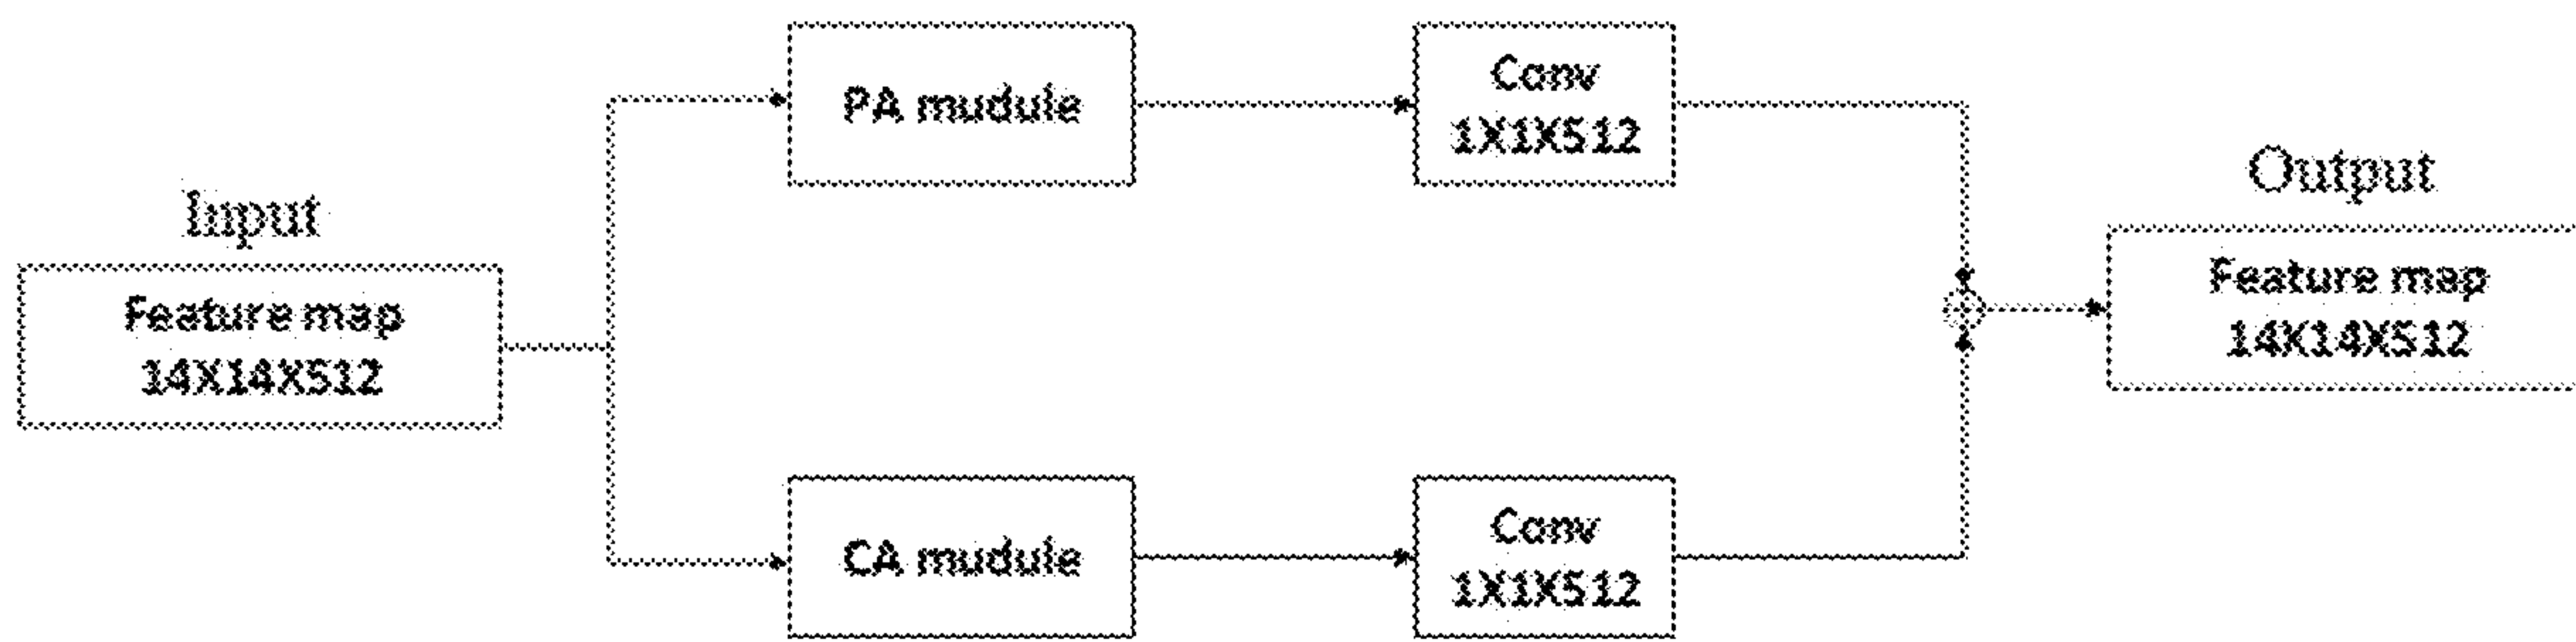 Input
Feature map
14X14X512
PA mudule
Conv
1X1X512
CA mudule
Conv
1X1X512
Output
Feature map
14X14X512